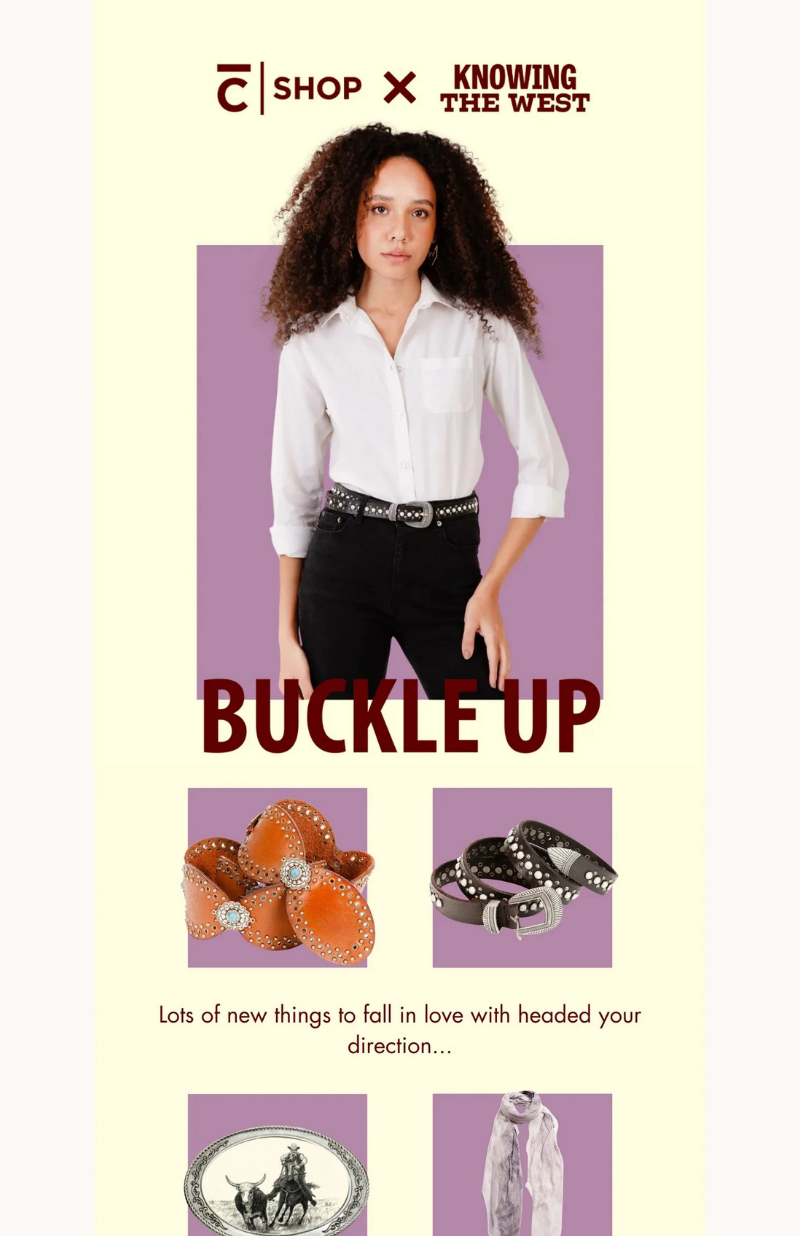 C̅ | SHOP X KNOWING
THE WEST
BUCKLE UP
Lots of new things to fall in love with headed your
direction...